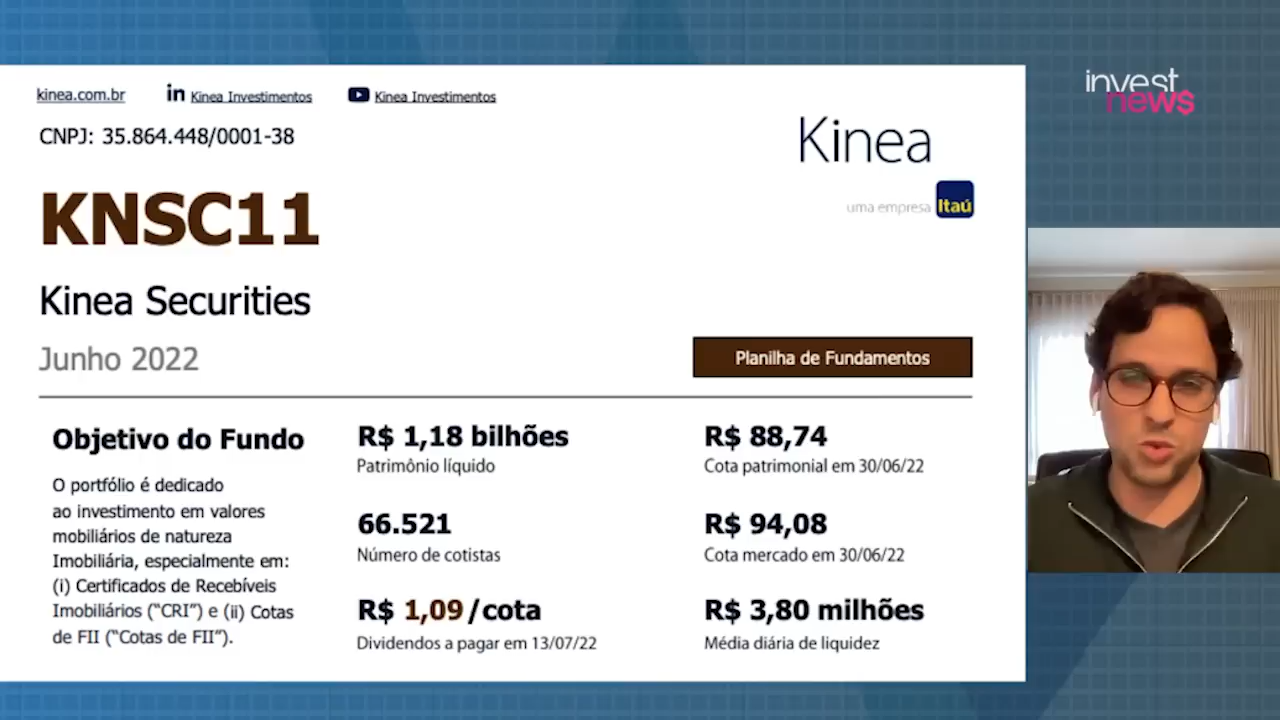 kinea.com.br
in Kinea Investimentos
Kinea Investimentos
CNPJ: 35.864.448/0001-38
Kinea
uma empresa Itaú
KNSC11
Kinea Securities
Junho 2022
Planilha de Fundamentos
Objetivo do Fundo
O portfólio é dedicado
ao investimento em valores
mobiliários de natureza
Imobiliária, especialmente em:
(i) Certificados de Recebíveis
Imobiliários ("CRI") e (ii) Cotas
de FII ("Cotas de FII").
R$ 1,18 bilhões
Patrimônio líquido
66.521
Número de cotistas
R$ 1,09/cota
Dividendos a pagar em 13/07/22
R$ 88,74
Cota patrimonial em 30/06/22
R$ 94,08
Cota mercado em 30/06/22
R$ 3,80 milhões
Média diária de liquidez
invest
news